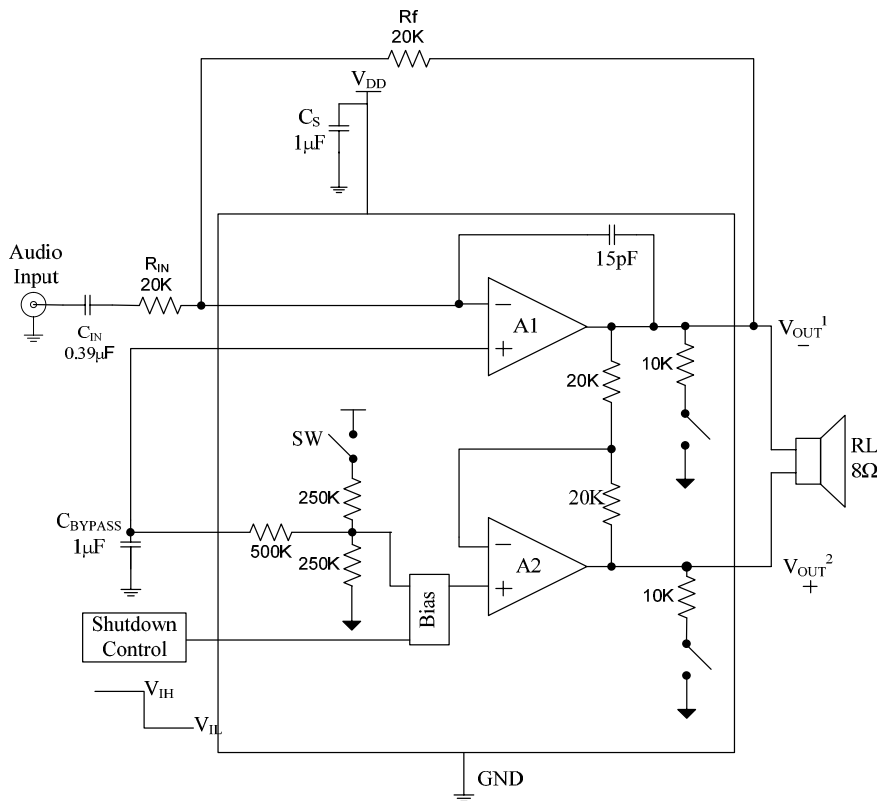 Rf
20K
VDD
CS
1µF
Audio
Input
RIN
20K
CIN
0.39µF
15pF
A1
−
+
VOUT1
−
20K
10K
SW
RL
8Ω
250K
20K
CBYPASS
1µF
500K
250K
A2
−
+
VOUT2
+
10K
Bias
Shutdown
Control
VIH
VIL
GND